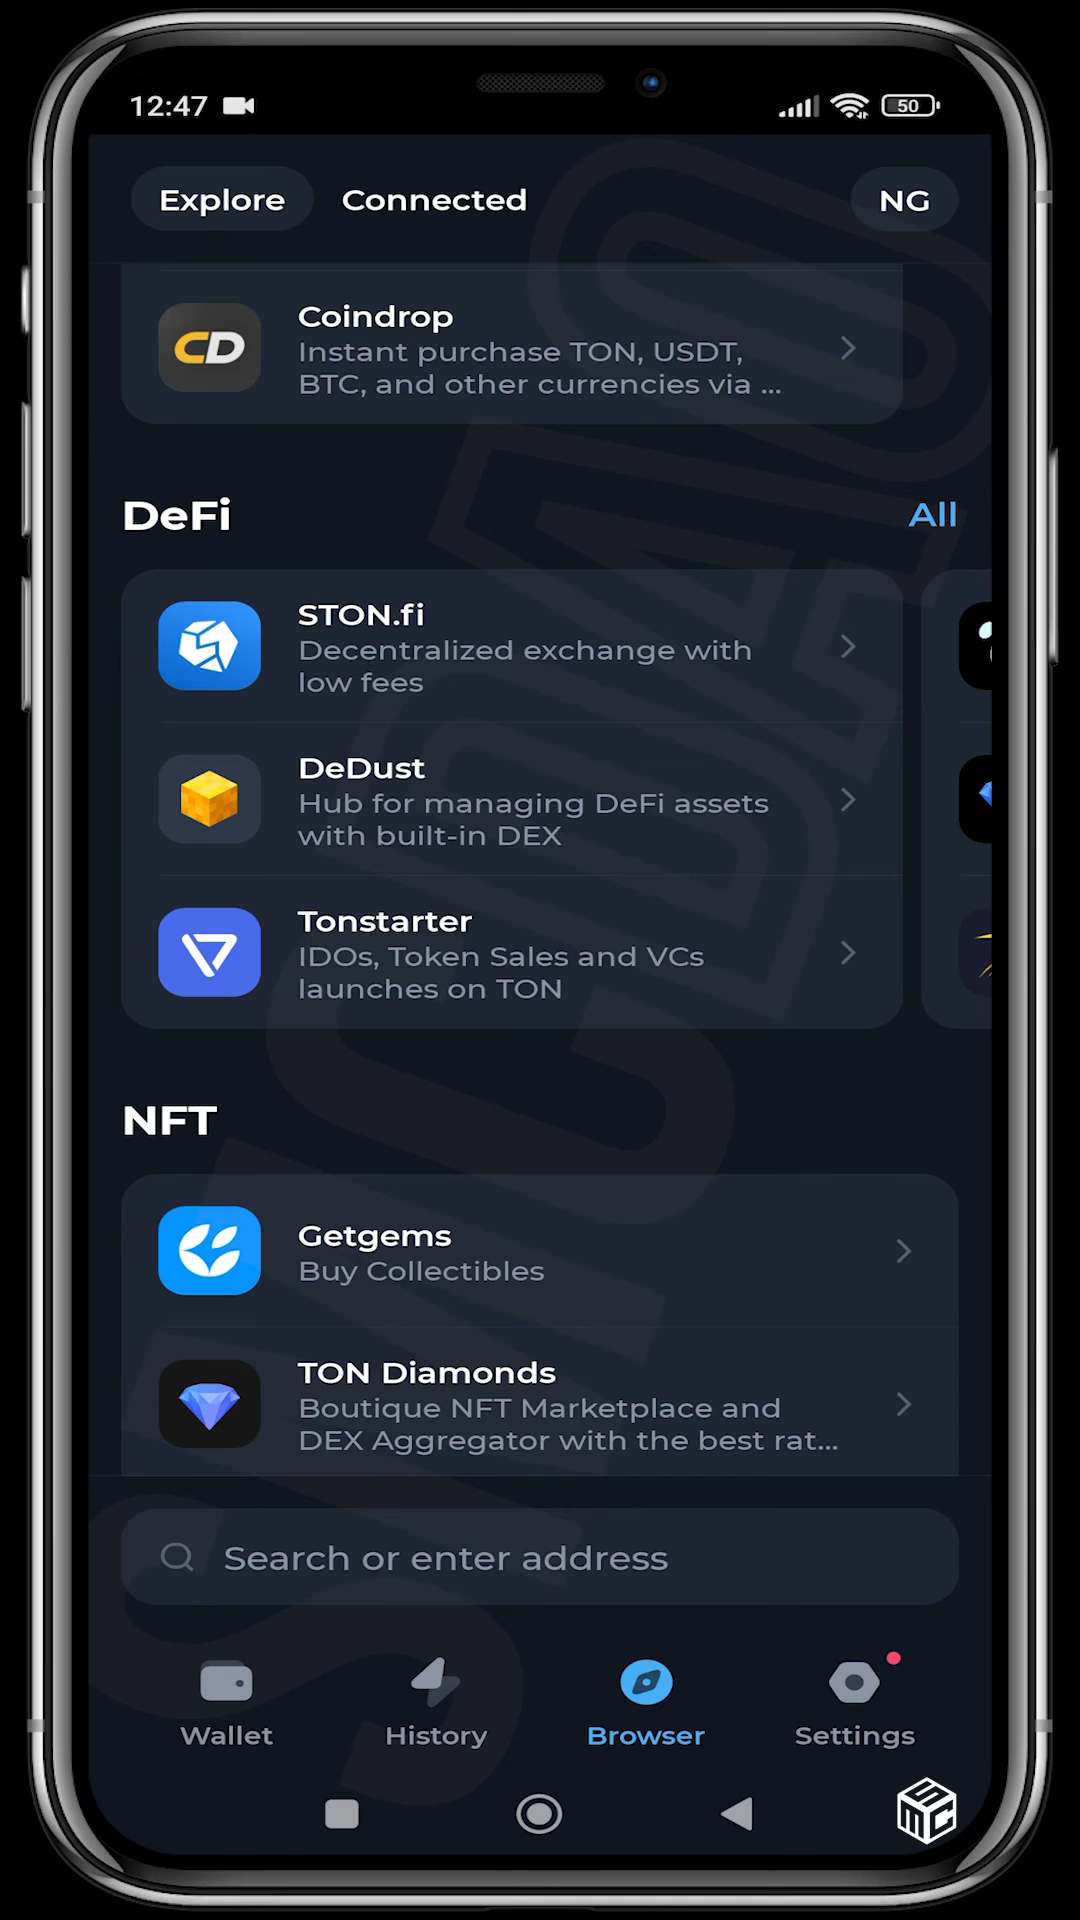 12:47
50
Explore
Connected
NG
CD
Coindrop
Instant purchase TON, USDT,
BTC, and other currencies via ...
DeFi
All
STON.fi
Decentralized exchange with
low fees
DeDust
Hub for managing DeFi assets
with built-in DEX
Tonstarter
IDOs, Token Sales and VCs
launches on TON
NFT
Getgems
Buy Collectibles
TON Diamonds
Boutique NFT Marketplace and
DEX Aggregator with the best rat...
Search or enter address
Wallet
History
Browser
Settings